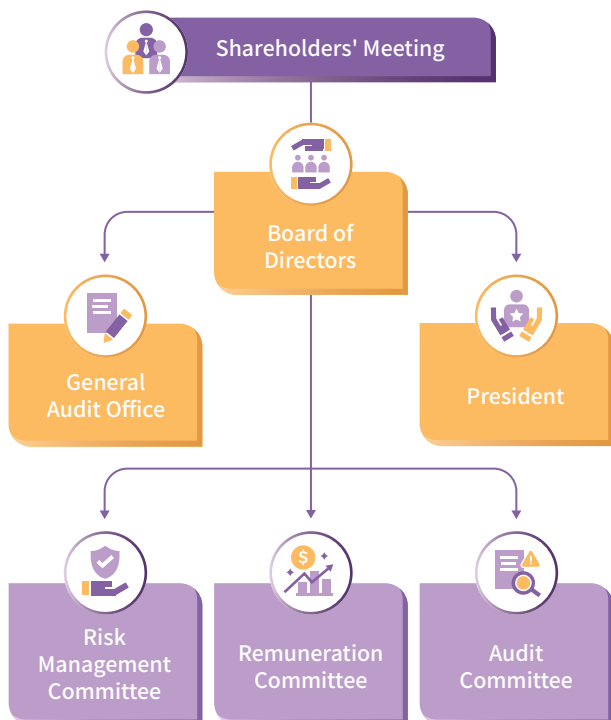 Shareholders' Meeting
Board of
Directors
General
Audit Office
President
Risk
Management
Committee
Remuneration
Committee
Audit
Committee